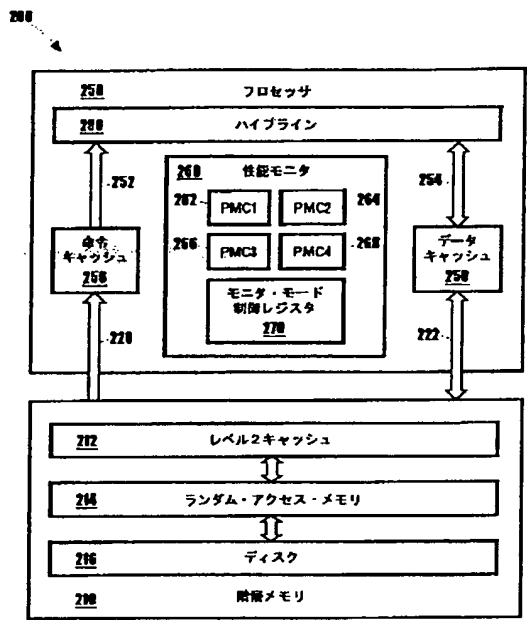 200
250 プロセッサ
280 パイプライン
252
260 性能モニタ
254
262 PMC1 PMC2 264
266 PMC3 PMC4 268
命令
キャッシュ
256
データ
キャッシュ
258
モニタ・モード
制御レジスタ
270
220
222
212 レベル2キャッシュ
214 ランダム・アクセス・メモリ
216 ディスク
210 階層メモリ